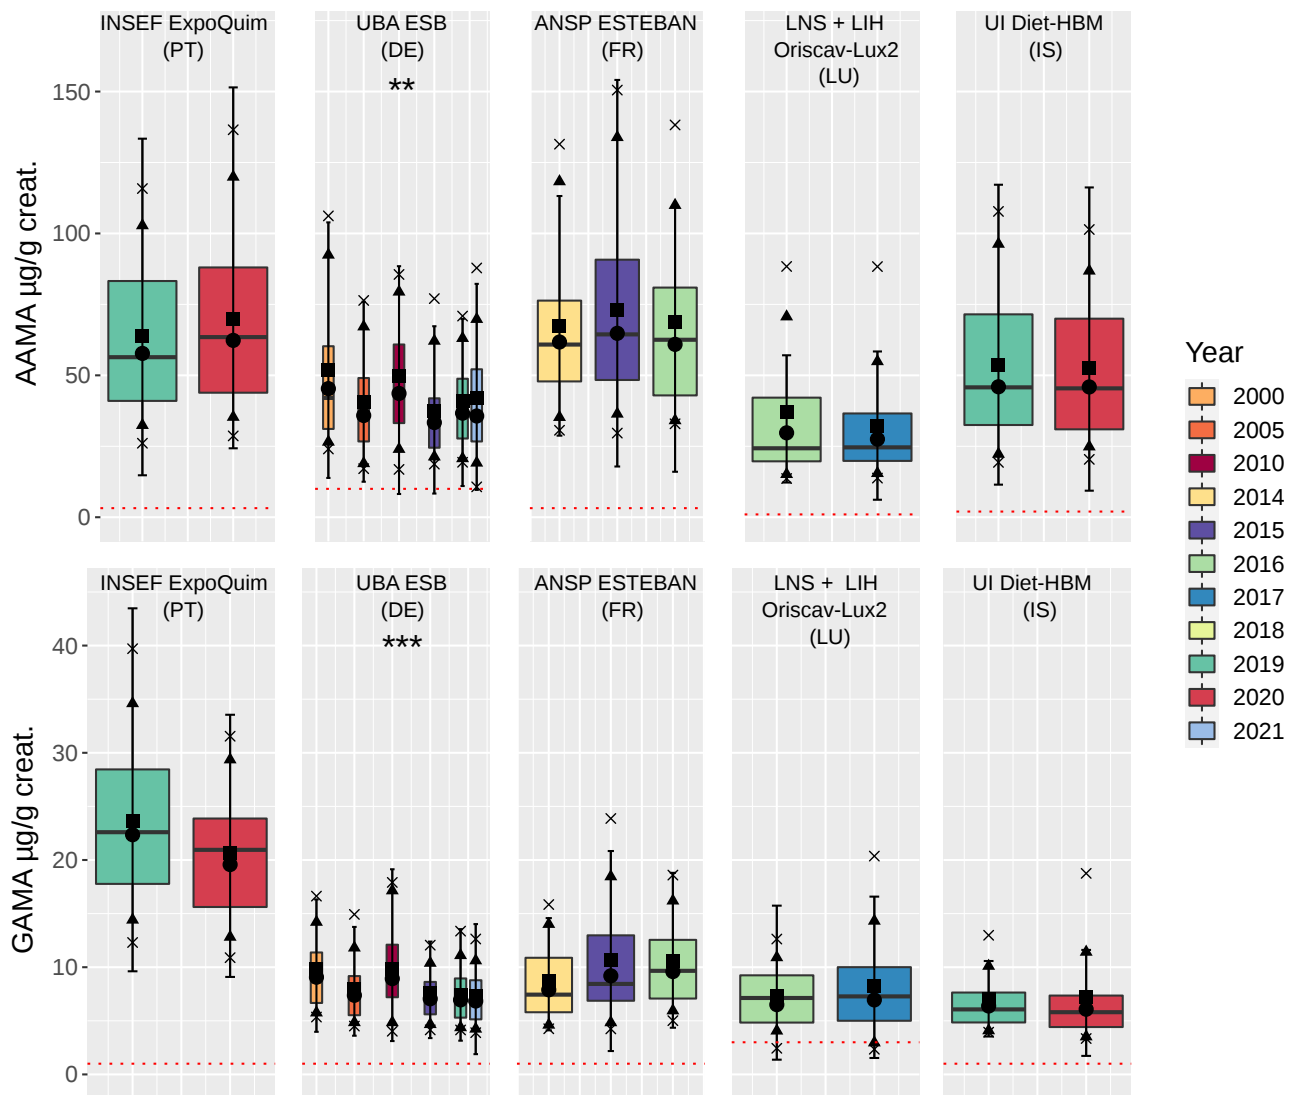 INSEF ExpoQuim
(PT)
UBA ESB
(DE)
**
ANSP ESTEBAN
(FR)
LNS + LIH
Oriscav-Lux2
(LU)
UI Diet-HBM
(IS)
AAMA µg/g creat.
150
100
50
0
INSEF ExpoQuim
(PT)
UBA ESB
(DE)
***
ANSP ESTEBAN
(FR)
LNS +  LIH
Oriscav-Lux2
(LU)
UI Diet-HBM
(IS)
GAMA µg/g creat.
40
30
20
10
0
Year
2000
2005
2010
2014
2015
2016
2017
2018
2019
2020
2021